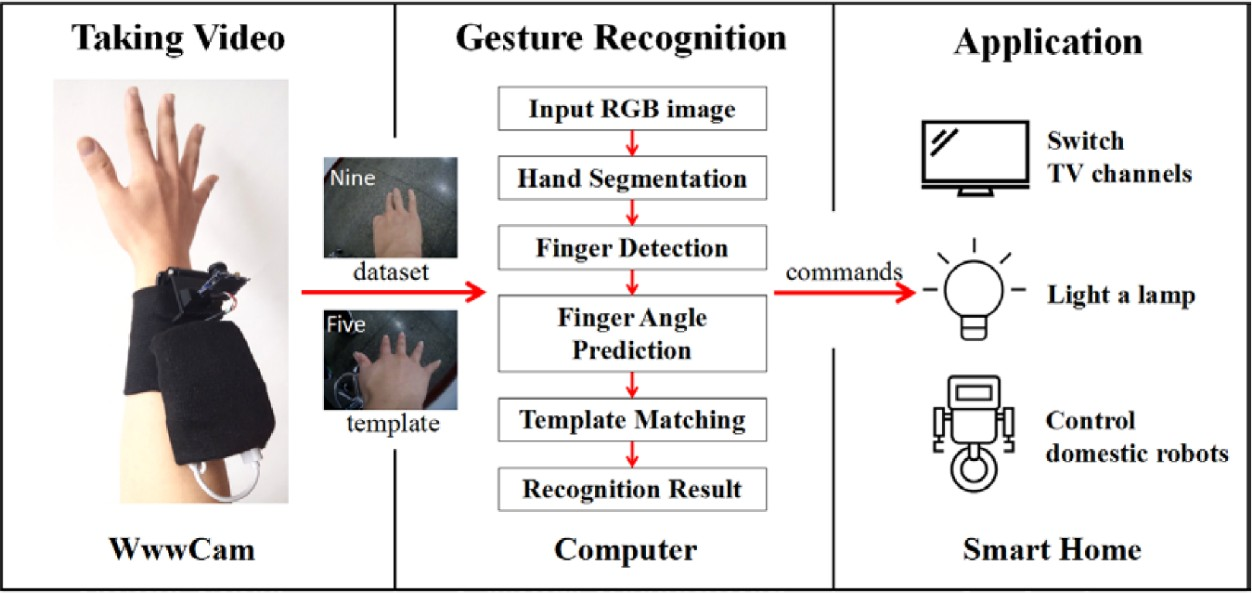 Taking Video
Nine
dataset
Five
template
WwwCam
Gesture Recognition
Input RGB image
Hand Segmentation
Finger Detection
Finger Angle
Prediction
Template Matching
Recognition Result
Computer
commands
Application
Switch
TV channels
Light a lamp
Control
domestic robots
Smart Home